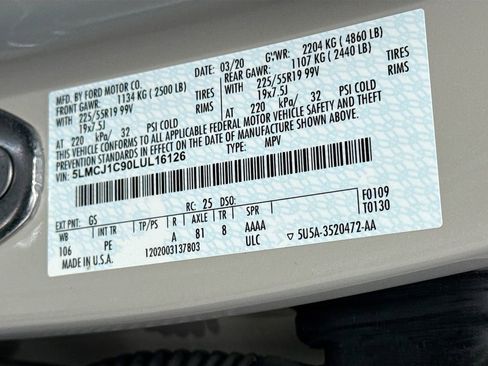 MFD. BY FORD MOTOR CO.
DATE: 03/20 GVWR: 2204 KG ( 4860 LB)
FRONT GAWR: 1134 KG ( 2500 LB) REAR GAWR: 1107 KG ( 2440 LB)
WITH 225/55R19 99V TIRES WITH 225/55R19 99V TIRES
19x7.5J RIMS 19x7.5J RIMS
AT 220 kPa/ 32 PSI COLD AT 220 kPa/ 32 PSI COLD
THIS VEHICLE CONFORMS TO ALL APPLICABLE FEDERAL MOTOR VEHICLE SAFETY AND THEFT
PREVENTION STANDARDS IN EFFECT ON THE DATE OF MANUFACTURE SHOWN ABOVE.
VIN: 5LMCJ1C90LUL16126
TYPE: MPV
F0109
T0130
EXT PNT: GS RC: 25 DSO:
WB INT TR TP/PS R AXLE TR SPR
106 PE A 81 8 AAAA
ULC
MADE IN U.S.A. 1202003137803
▽ 5U5A-3520472-AA